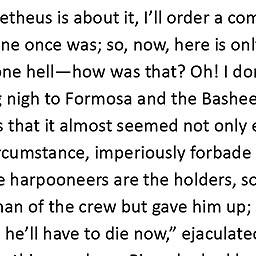 etheus is about it, I’ll order a com
ne once was; so, now, here is onl
one hell—how was that? Oh! I do
g nigh to Formosa and the Bashee
s that it almost seemed not only
rcumstance, imperiously forbade
e harpooneers are the holders, so
nan of the crew but gave him up;
he’ll have to die now,” ejaculated